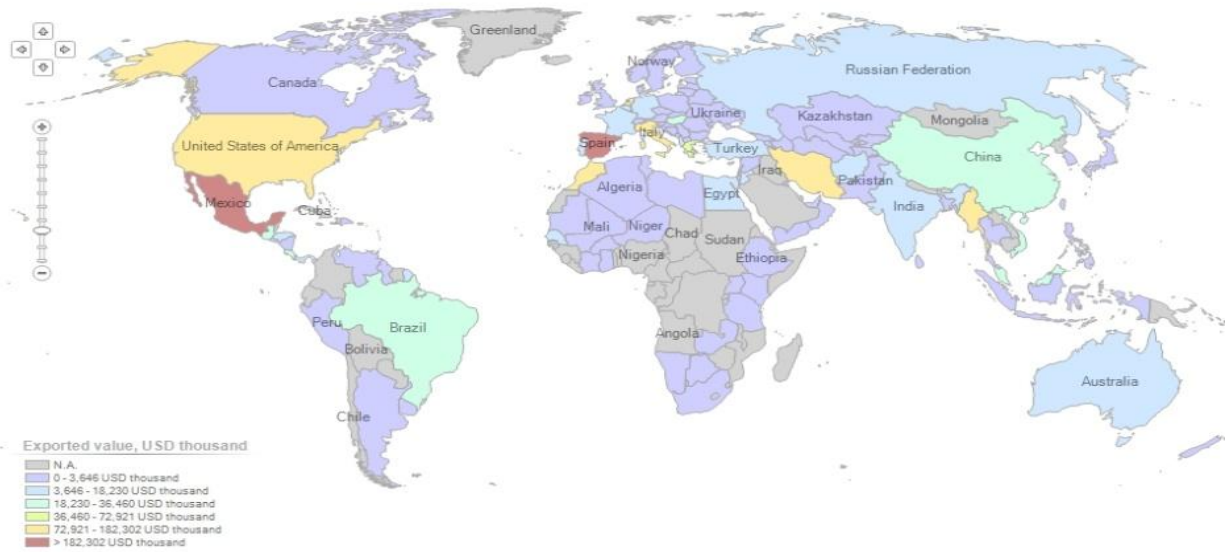 Greenland
Norway
Russian Federation
Canada
Ukraine
Kazakhstan
Mongolia
United States of America
Spain
Italy
Turkey
China
Mexico
Cuba
Algeria
Egypt
Iraq
Pakistan
India
Mali
Niger
Chad
Sudan
Nigeria
Ethiopia
Peru
Brazil
Bolivia
Angola
Australia
Chile
Exported value, USD thousand
N.A.
0 - 3,646 USD thousand
3,646 - 18,230 USD thousand
18,230 - 36,460 USD thousand
36,460 - 72,921 USD thousand
72,921 - 182,302 USD thousand
> 182,302 USD thousand